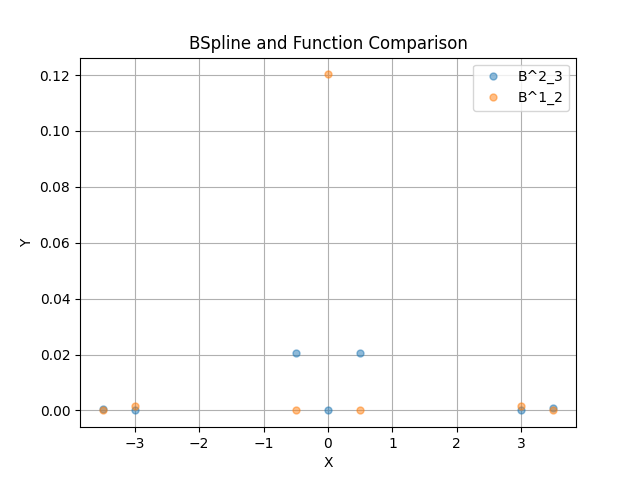 BSpline and Function Comparison
B^2_3
B^1_2
0.12
0.10
0.08
0.06
0.04
0.02
0.00
Y
−3 −2 −1 0 1 2 3
X